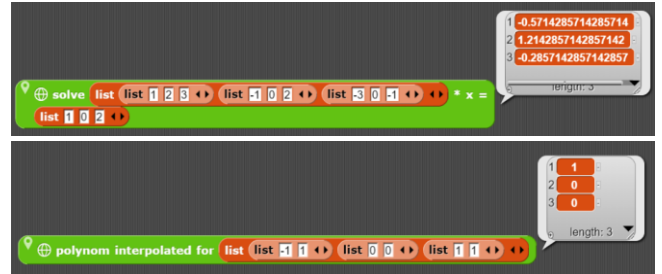 1 -0.5714285714285714
2 1.2142857142857142
3 -0.2857142857142857
length: 3
solve list list 1 2 3 list -1 0 2 list -3 0 -1 * x =
list 1 0 2
1 1
2 0
3 0
length: 3
polynom interpolated for list list -1 1 list 0 0 list 1 1